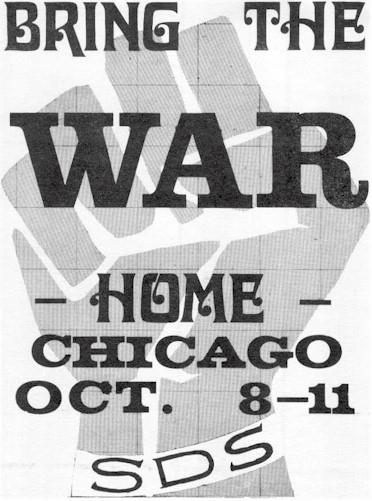 BRING THE
WAR
– HOME –
CHICAGO
OCT. 8–11
SDS